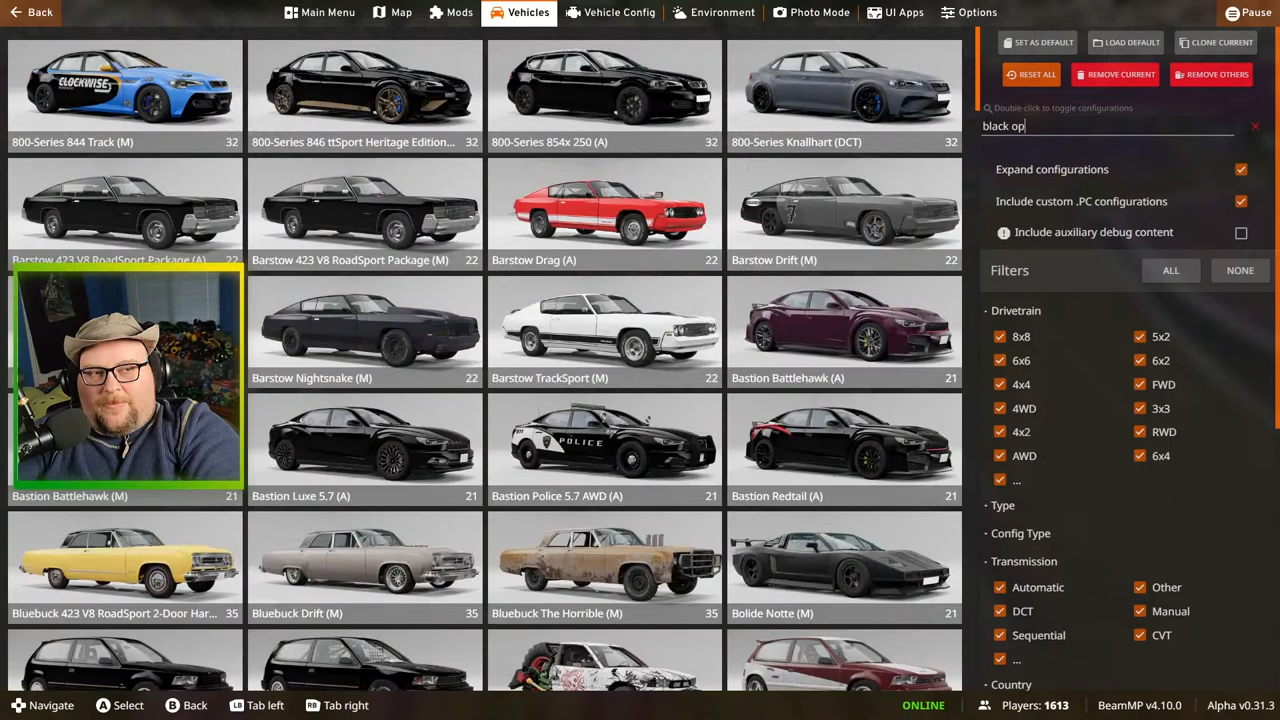 Back
Main Menu
Map
Mods
Vehicles
Vehicle Config
Environment
Photo Mode
UI Apps
Options
Pause
CLOCKWISE
800-Series 844 Track (M) 32
800-Series 846 ttSport Heritage Edition... 32
800-Series 854x 250 (A) 32
800-Series Knallhart (DCT) 32
Barstow 423 V8 RoadSport Package (A) 22
Barstow 423 V8 RoadSport Package (M) 22
Barstow Drag (A) 22
7
Barstow Drift (M) 22
Barstow Nightsnake (M) 22
Barstow TrackSport (M) 22
Bastion Battlehawk (A) 21
Bastion Battlehawk (M) 21
Bastion Luxe 5.7 (A) 21
POLICE
Bastion Police 5.7 AWD (A) 21
Bastion Redtail (A) 21
Bluebuck 423 V8 RoadSport 2-Door Har... 35
Bluebuck Drift (M) 35
Bluebuck The Horrible (M) 35
Bolide Notte (M) 21
SET AS DEFAULT
LOAD DEFAULT
CLONE CURRENT
RESET ALL
REMOVE CURRENT
REMOVE OTHERS
Double-click to toggle configurations
black op
Expand configurations
Include custom .PC configurations
Include auxiliary debug content
Filters
ALL
NONE
- Drivetrain
8x8 5x2
6x6 6x2
4x4 FWD
4WD 3x3
4x2 RWD
AWD 6x4
...
- Type
- Config Type
- Transmission
Automatic Other
DCT Manual
Sequential CVT
...
- Country
Navigate
A Select
B Back
LB Tab left
RB Tab right
ONLINE
Players: 1613
BeamMP v4.10.0
Alpha v0.31.3